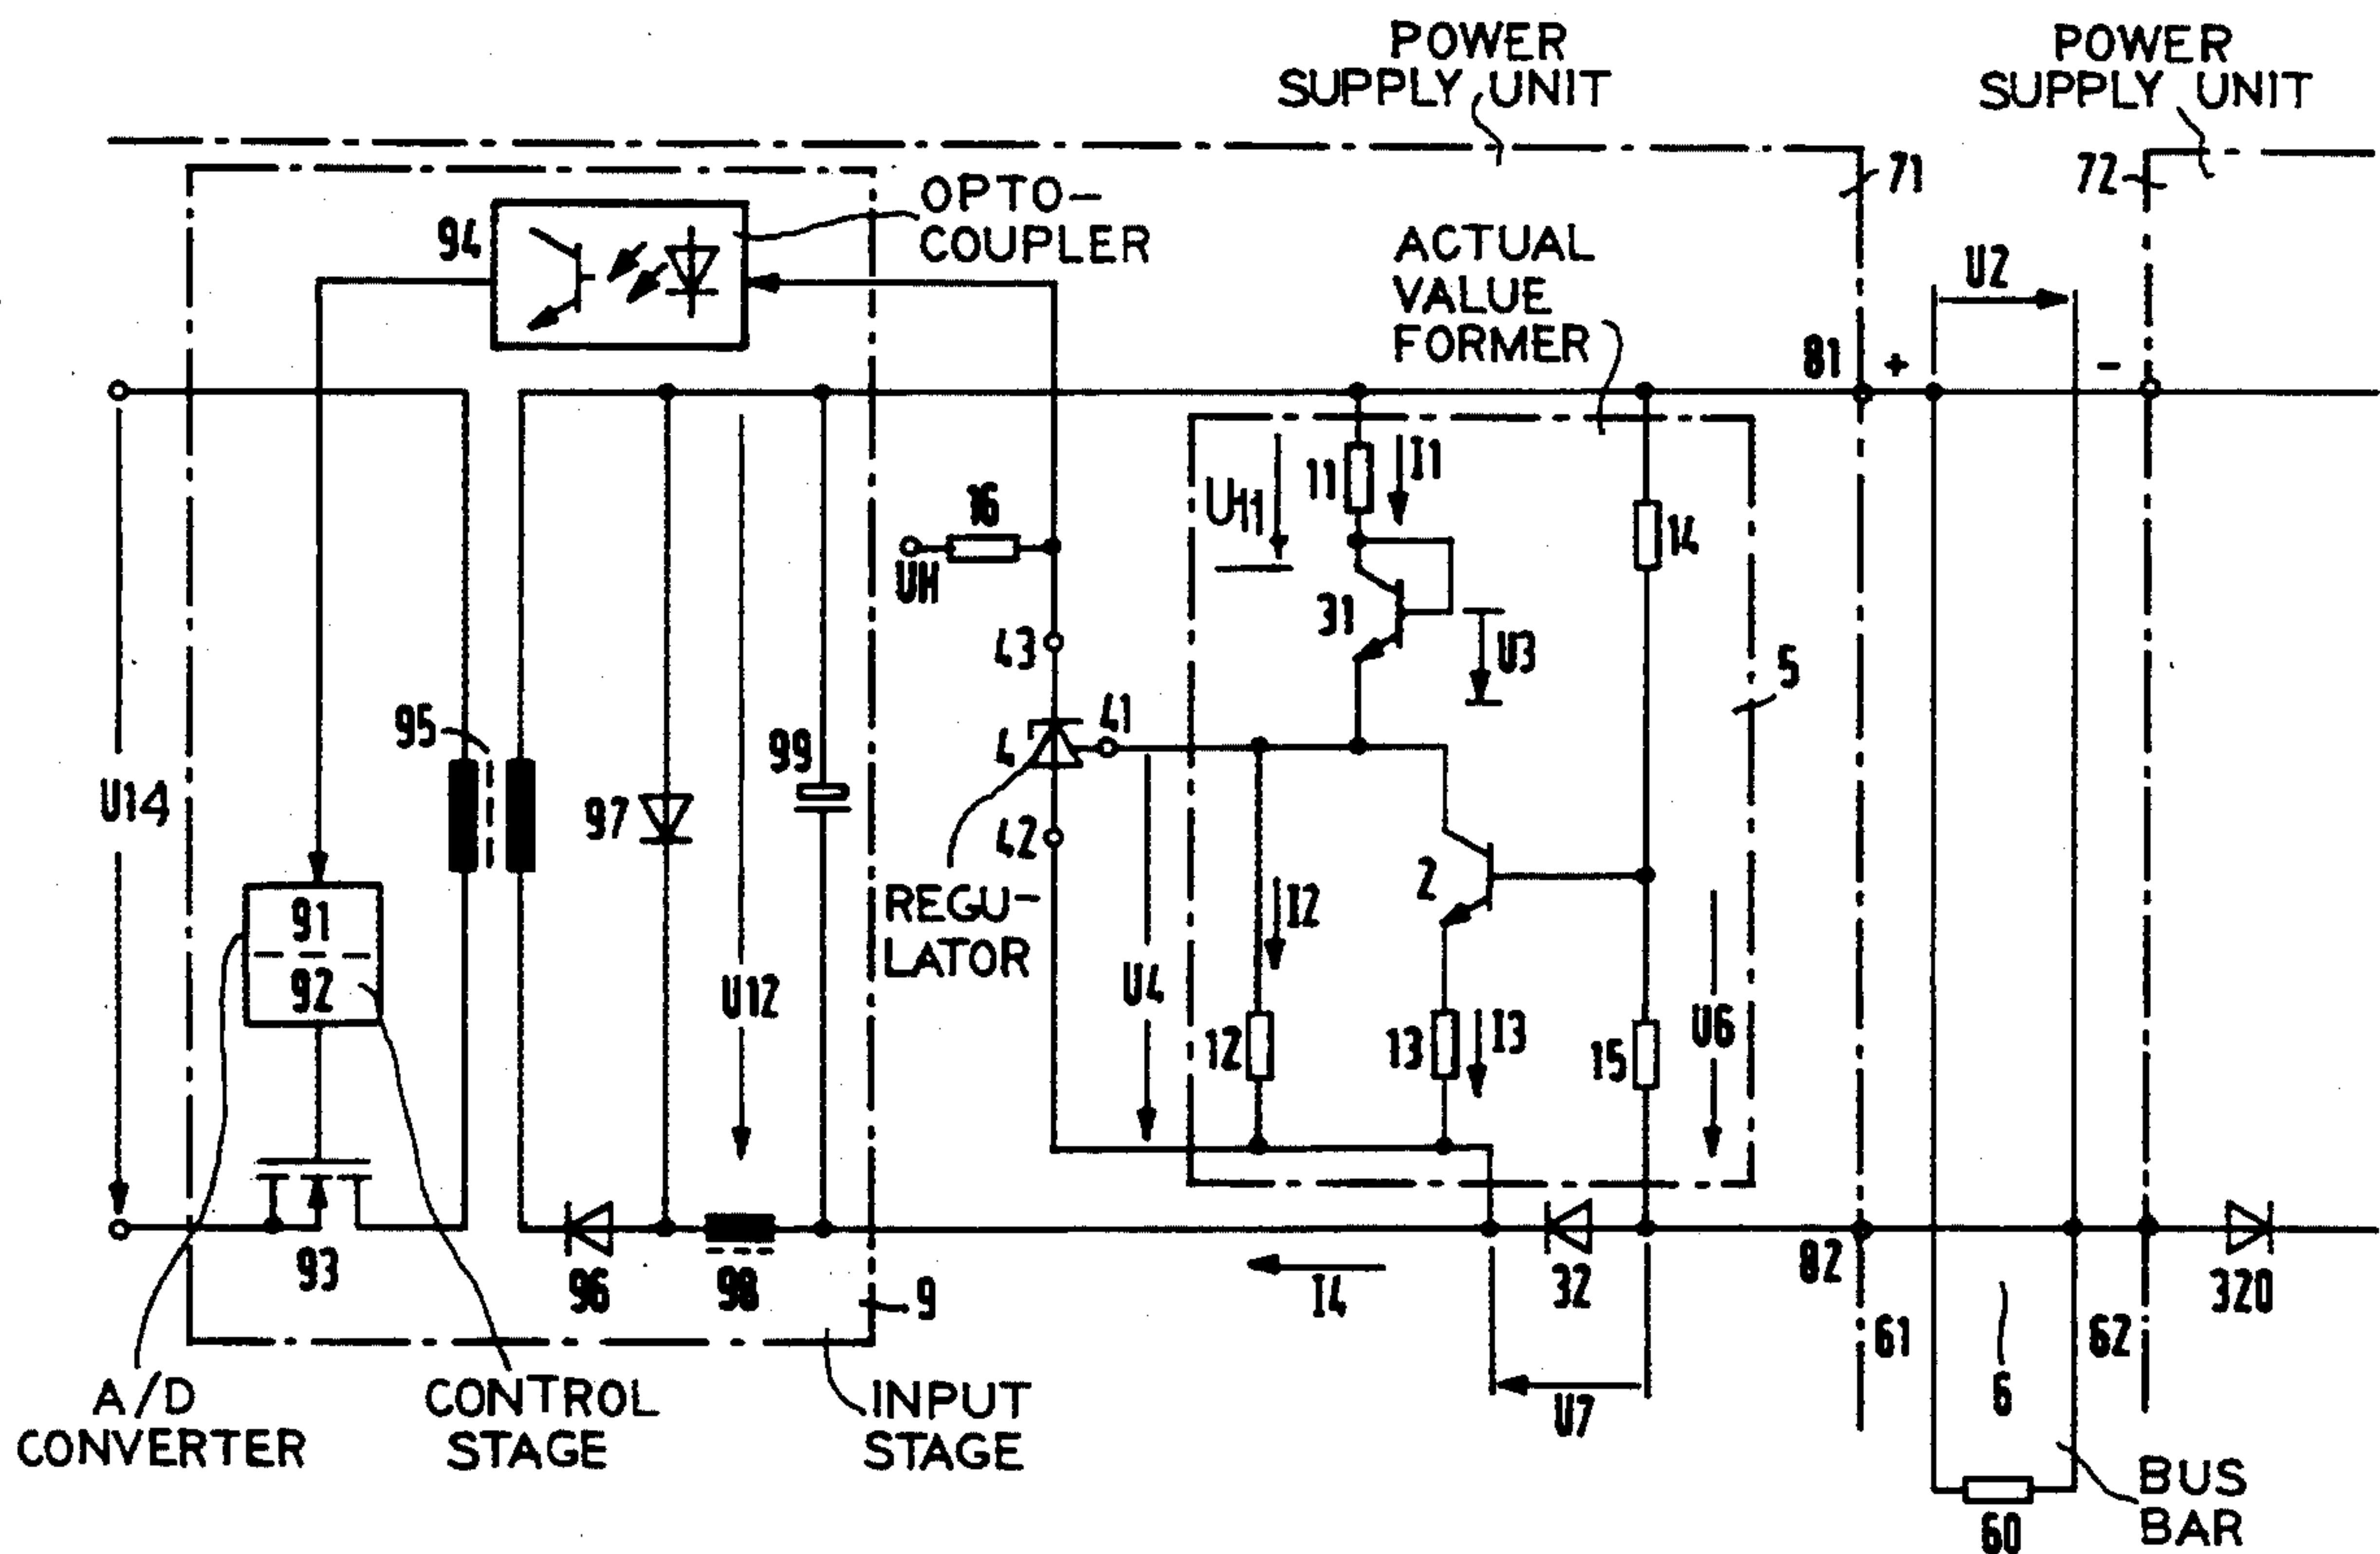 POWER
SUPPLY UNIT
POWER
SUPPLY UNIT
71
72
OPTO-
COUPLER
94
ACTUAL
VALUE
FORMER
U2
81
+
-
11
I1
U11
16
14
UH
31
U3
43
5
95
4
41
99
97
U14
42
2
91
92
REGU-
LATOR
I2
U4
U12
U6
12
13
I3
15
93
96
98
9
I4
32
82
61
62
320
U7
6
A/D
CONVERTER
CONTROL
STAGE
INPUT
STAGE
BUS
BAR
60